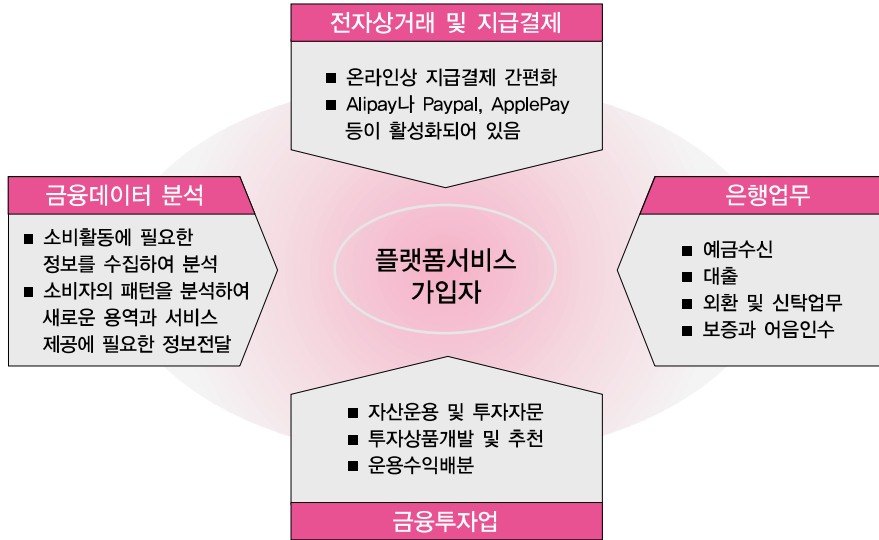 전자상거래 및 지급결제
■ 온라인상 지급결제 간편화
■ Alipay나 Paypal, ApplePay
등이 활성화되어 있음
금융데이터 분석
■ 소비활동에 필요한
정보를 수집하여 분석
■ 소비자의 패턴을 분석하여
새로운 용역과 서비스
제공에 필요한 정보전달
플랫폼서비스
가입자
은행업무
■ 예금수신
■ 대출
■ 외환 및 신탁업무
■ 보증과 어음인수
■ 자산운용 및 투자자문
■ 투자상품개발 및 추천
■ 운용수익배분
금융투자업